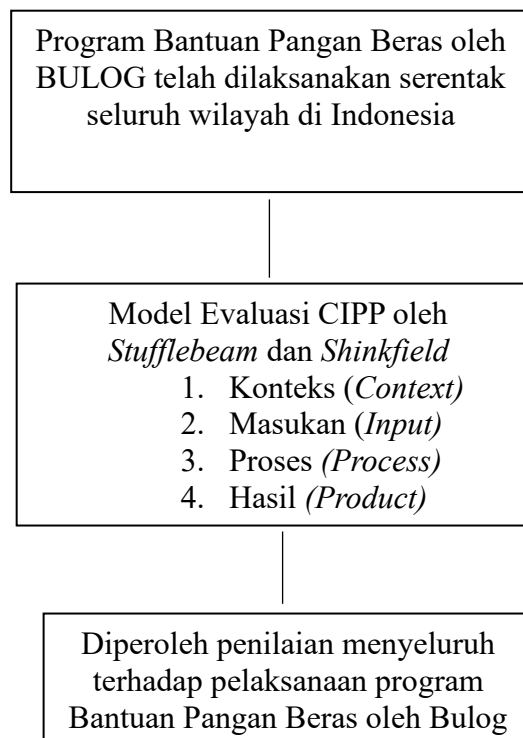 Program Bantuan Pangan Beras oleh
BULOG telah dilaksanakan serentak
seluruh wilayah di Indonesia
Model Evaluasi CIPP oleh
Stufflebeam dan Shinkfield
1. Konteks (Context)
2. Masukan (Input)
3. Proses (Process)
4. Hasil (Product)
Diperoleh penilaian menyeluruh
terhadap pelaksanaan program
Bantuan Pangan Beras oleh Bulog